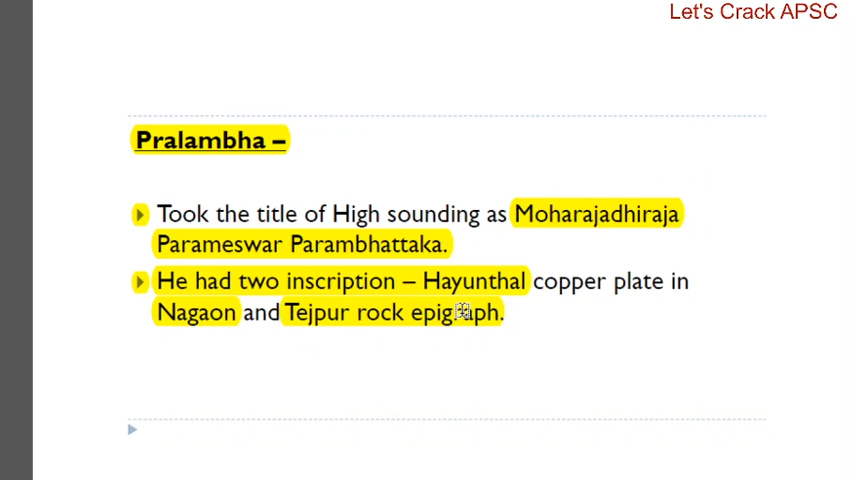 Let's Crack APSC
Pralambha –
Took the title of High sounding as Moharajadhiraja
Parameswar Parambhattaka.
He had two inscription – Hayunthal copper plate in
Nagaon and Tejpur rock epigraph.